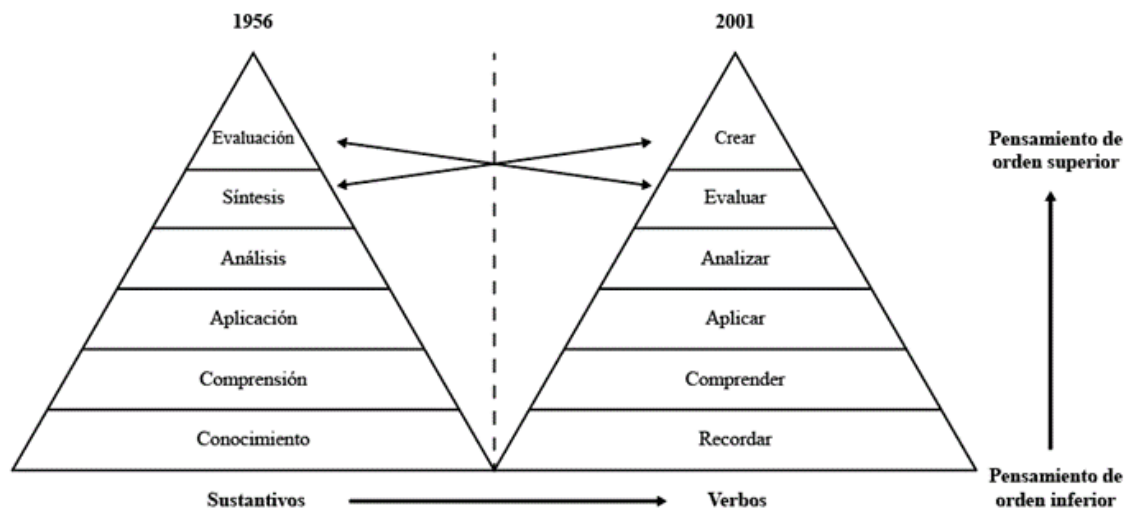 1956
2001
Evaluación
Crear
Pensamiento de
orden superior
Síntesis
Evaluar
Análisis
Analizar
Aplicación
Aplicar
Comprensión
Comprender
Conocimiento
Recordar
Sustantivos
Verbos
Pensamiento de
orden inferior